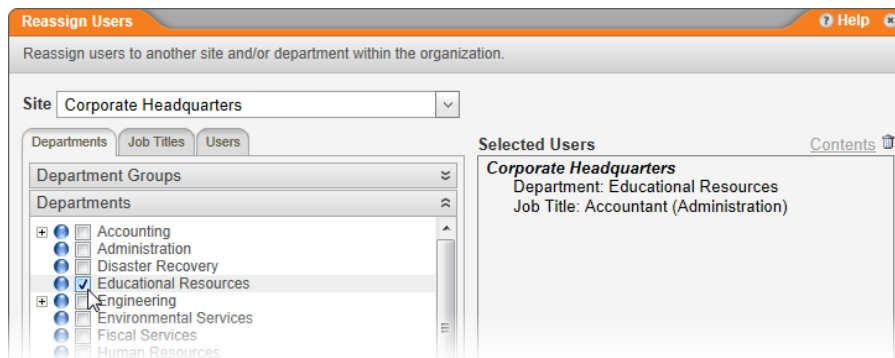 Reassign Users
Help
Reassign users to another site and/or department within the organization.
Site Corporate Headquarters
Departments Job Titles Users
Department Groups
Departments
Accounting
Administration
Disaster Recovery
Educational Resources
Engineering
Environmental Services
Fiscal Services
Human Resources
Selected Users
Contents
Corporate Headquarters
Department: Educational Resources
Job Title: Accountant (Administration)